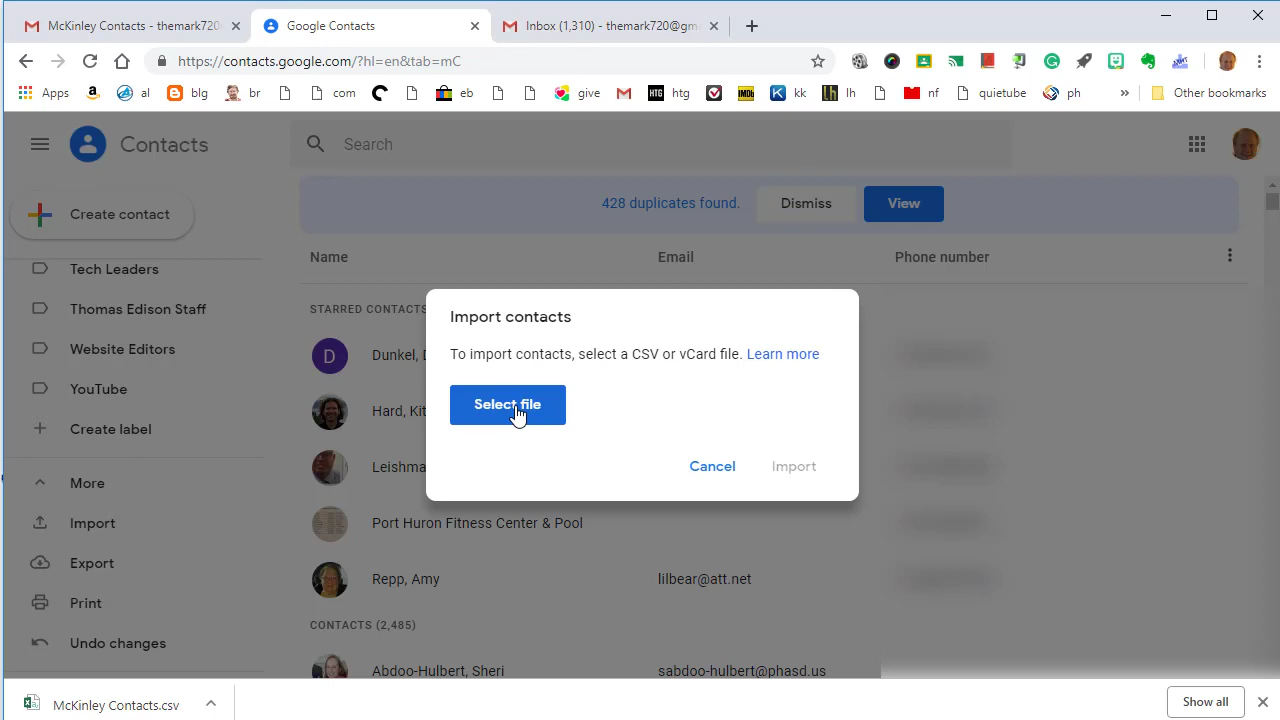 McKinley Contacts - themark720
Google Contacts
Inbox (1,310) - themark720@gm
https://contacts.google.com/?hl=en&tab=mC
Apps
al
blg
br
com
eb
give
HTG
htg
IMDb
kk
lh
nf
quietube
ph
Other bookmarks
Contacts
Search
Create contact
428 duplicates found.
Dismiss
View
Name
Email
Phone number
Tech Leaders
Thomas Edison Staff
Website Editors
YouTube
Create label
More
Import
Export
Print
Undo changes
STARRED CONTACTS
D
Dunkel, D
Hard, Kit
Leishma
Port Huron Fitness Center & Pool
Repp, Amy
lilbear@att.net
CONTACTS (2,485)
Abdoo-Hulbert, Sheri
sabdoo-hulbert@phasd.us
Import contacts
To import contacts, select a CSV or vCard file. Learn more
Select file
Cancel
Import
McKinley Contacts.csv
Show all